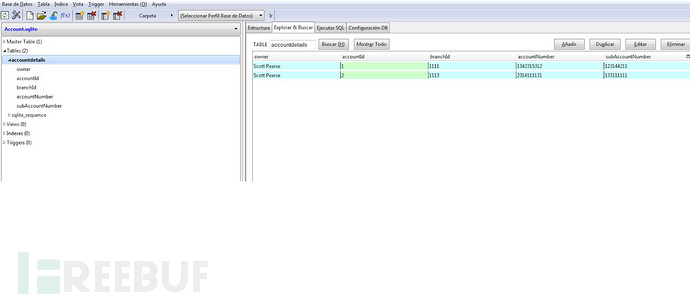 Base de Datos Tabla Índice Vista Trigger Herramientas (O) Ayuda
f(x) Carpeta (Seleccionar Perfil Base de Datos) Ir
Account.sqlite
Master Table (1)
Tables (2)
accountdetails
owner
accountId
branchId
accountNumber
subAccountNumber
sqlite_sequence
Views (0)
Indexes (0)
Triggers (0)
Estructura Explorar & Buscar Ejecutar SQL Configuración DB
TABLE accountdetails Buscar (H) Mostrar Todo Añadir Duplicar Editar Eliminar
owner accountId branchId accountNumber subAccountNumber
Scott Pearse 1 1111 1342315312 123144211
Scott Pearse 2 1113 2314111131 133111111
FREEBUF